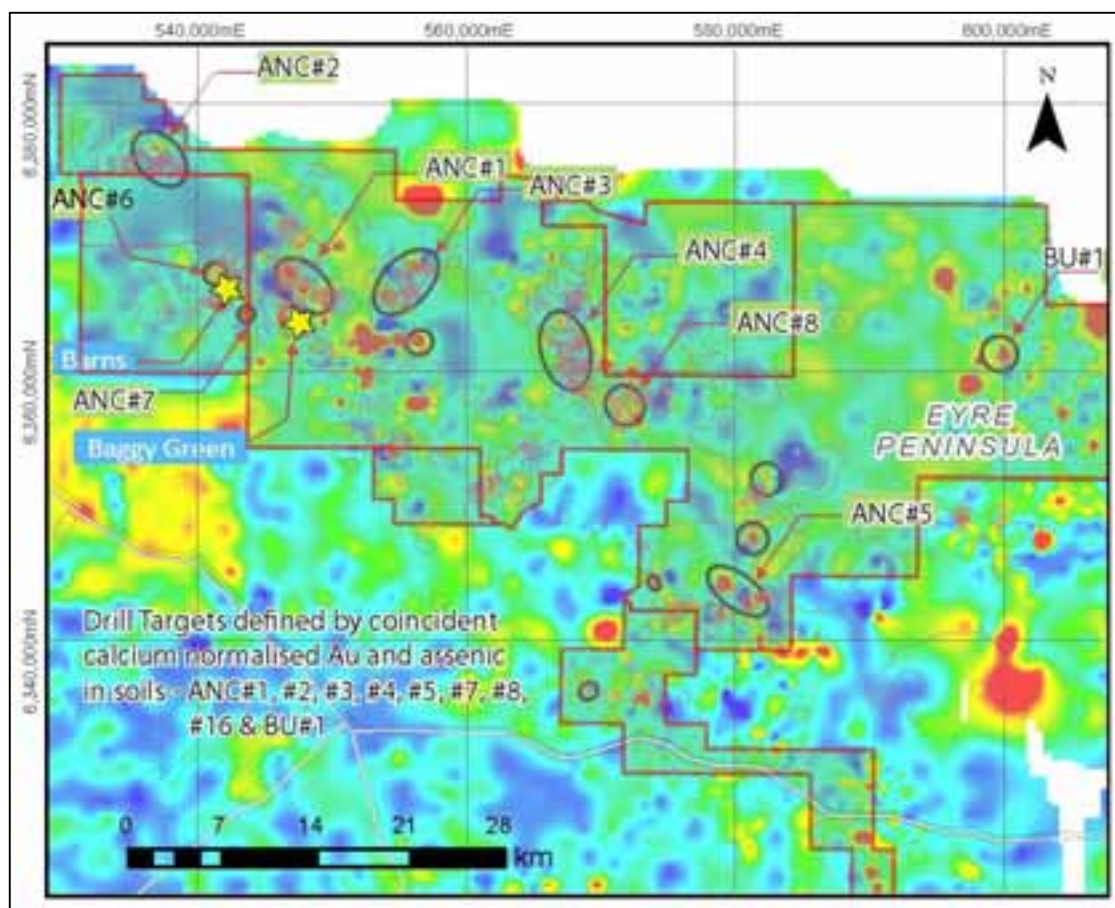 540,000mE
560,000mE
580,000mE
600,000mE
6,380,000mN
6,360,000mN
6,340,000mN
N
ANC#2
ANC#1
ANC#3
ANC#6
ANC#4
BU#1
ANC#8
Barns
ANC#7
Baggy Green
EYRE
PENINSULA
ANC#5
Drill Targets defined by coincident
calcium normalised Au and arsenic
in soils - ANC#1, #2, #3, #4, #5, #7, #8,
#16 & BU#1
0 7 14 21 28
km